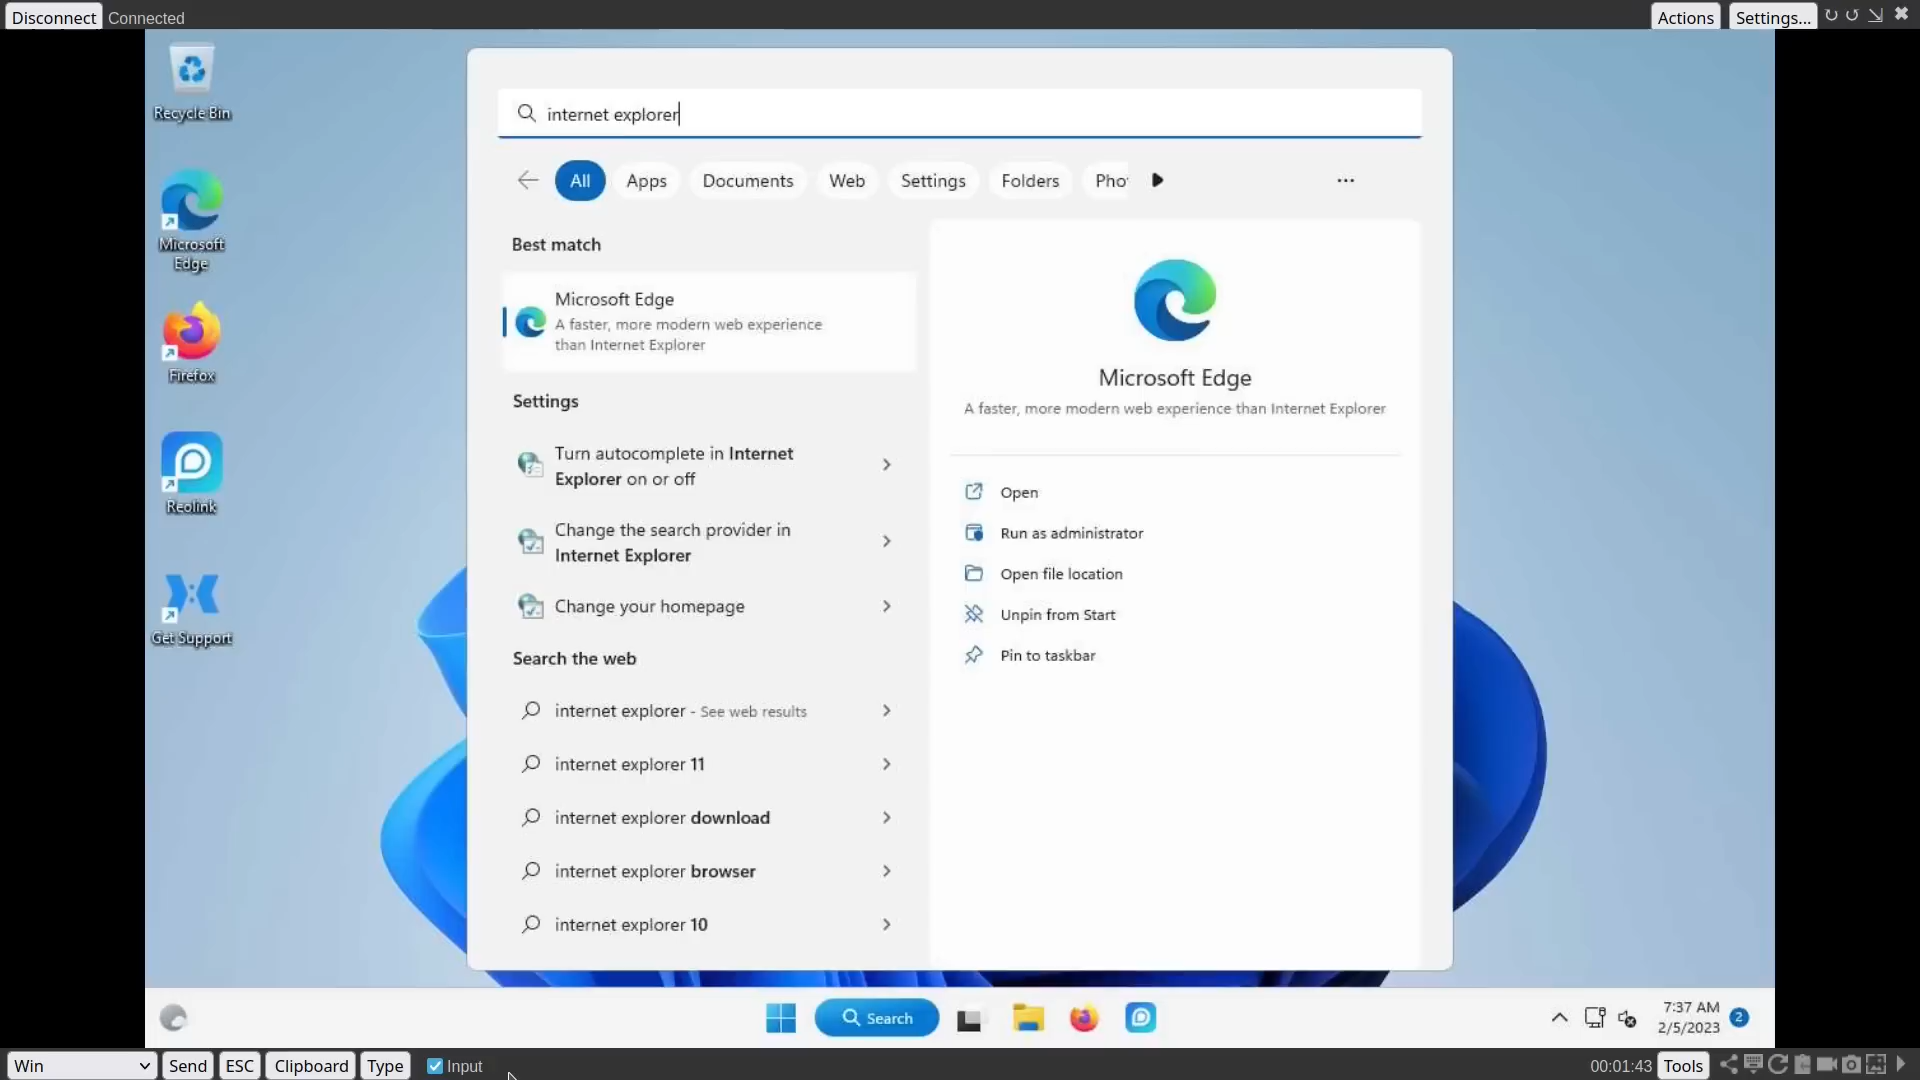 Disconnect Connected Actions Settings...
Recycle Bin
Microsoft
Edge
Firefox
Reolink
Get Support
internet explorer
All Apps Documents Web Settings Folders Pho
Best match
Microsoft Edge
A faster, more modern web experience
than Internet Explorer
Settings
Turn autocomplete in Internet
Explorer on or off
Change the search provider in
Internet Explorer
Change your homepage
Search the web
internet explorer - See web results
internet explorer 11
internet explorer download
internet explorer browser
internet explorer 10
Microsoft Edge
A faster, more modern web experience than Internet Explorer
Open
Run as administrator
Open file location
Unpin from Start
Pin to taskbar
Search
7:37 AM
2/5/2023
2
Win Send ESC Clipboard Type Input 00:01:43 Tools